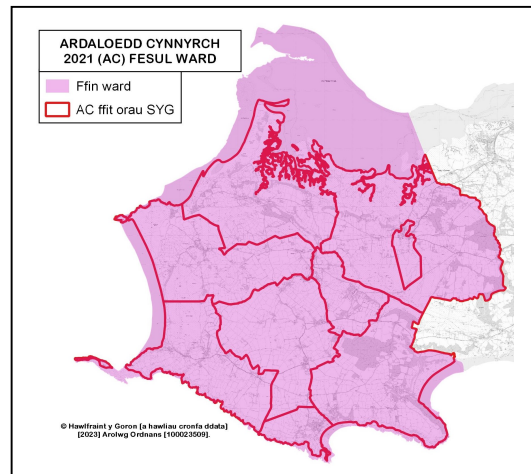 ARDALOEDD CYNNYRCH
2021 (AC) FESUL WARD
Ffin ward
AC ffit orau SYG
© Hawlfraint y Goron [a hawliau cronfa ddata]
[2023] Arolwg Ordnans [100023509].